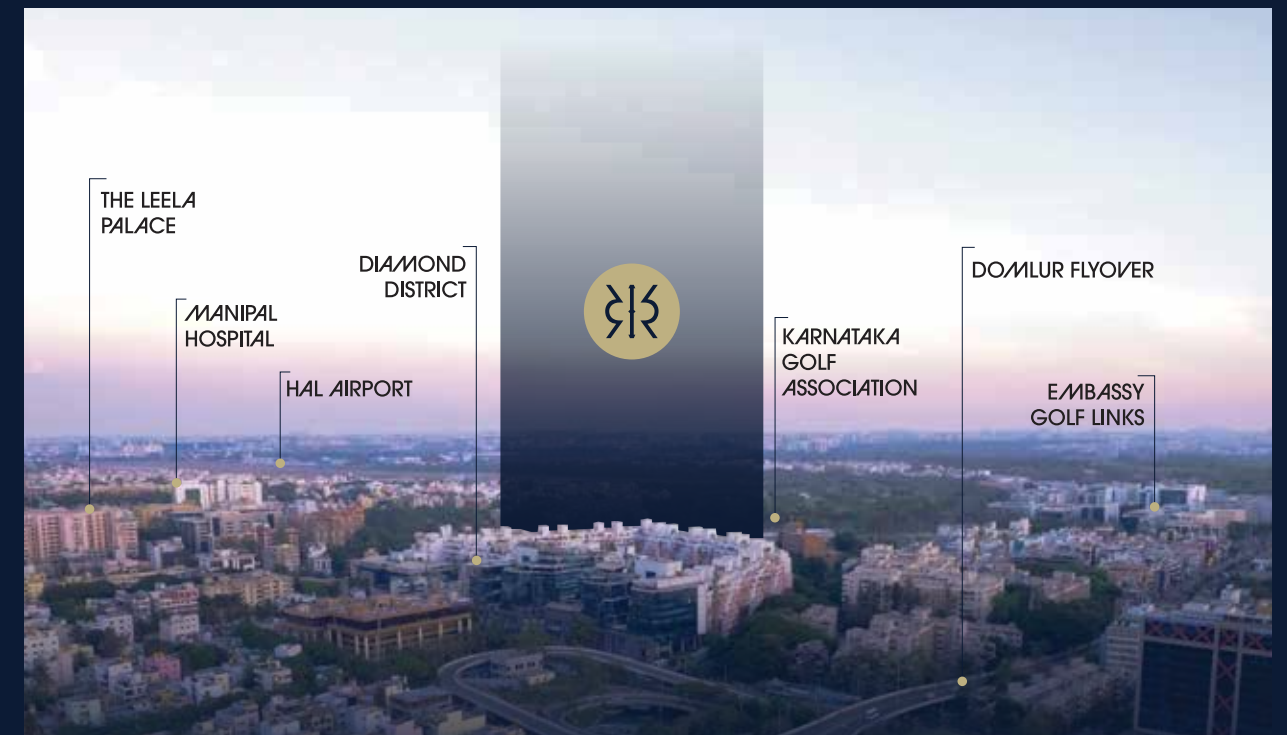 THE LEELA
PALACE
MANIPAL
HOSPITAL
HAL AIRPORT
DIAMOND
DISTRICT
KARNATAKA
GOLF
ASSOCIATION
DOMLUR FLYOVER
EMBASSY
GOLF LINKS